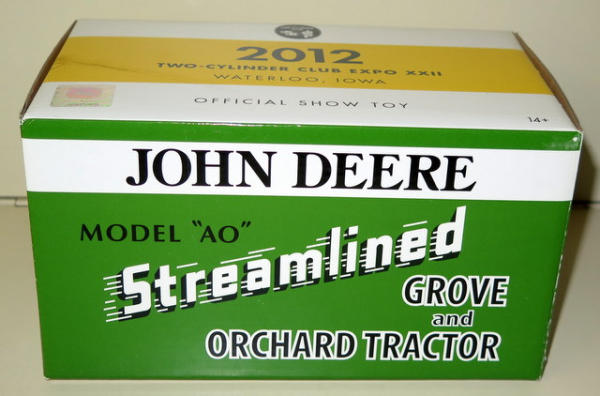 2012
TWO-CYLINDER CLUB EXPO XXII
WATERLOO, IOWA
OFFICIAL SHOW TOY
14+
JOHN DEERE
MODEL "AO"
Streamlined
GROVE
and
ORCHARD TRACTOR